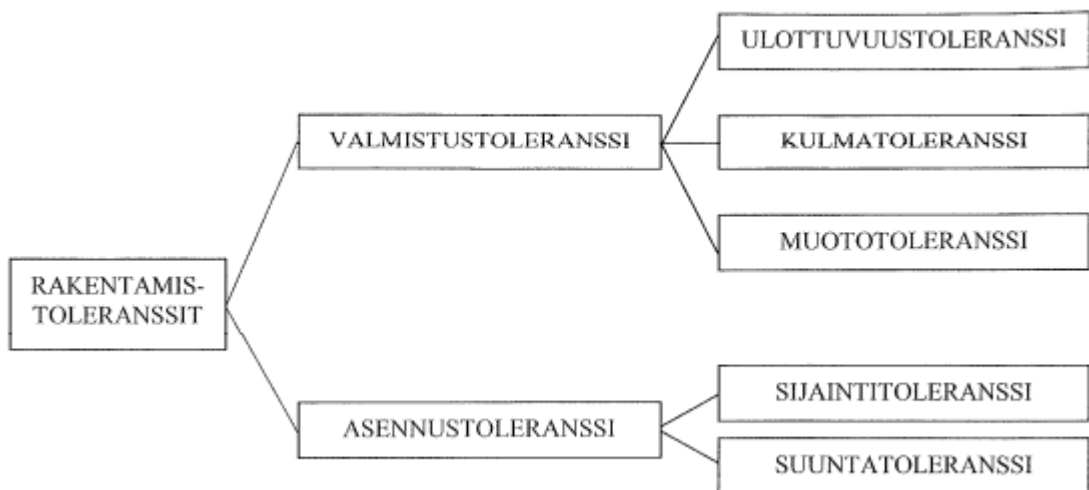 ULOTTUVUUSTOLERANSSI
VALMISTUSTOLERANSSI
KULMATOLERANSSI
MUOTOTOLERANSSI
RAKENTAMIS-
TOLERANSSIT
SIJAINTITOLERANSSI
ASENNUSTOLERANSSI
SUUNTATOLERANSSI